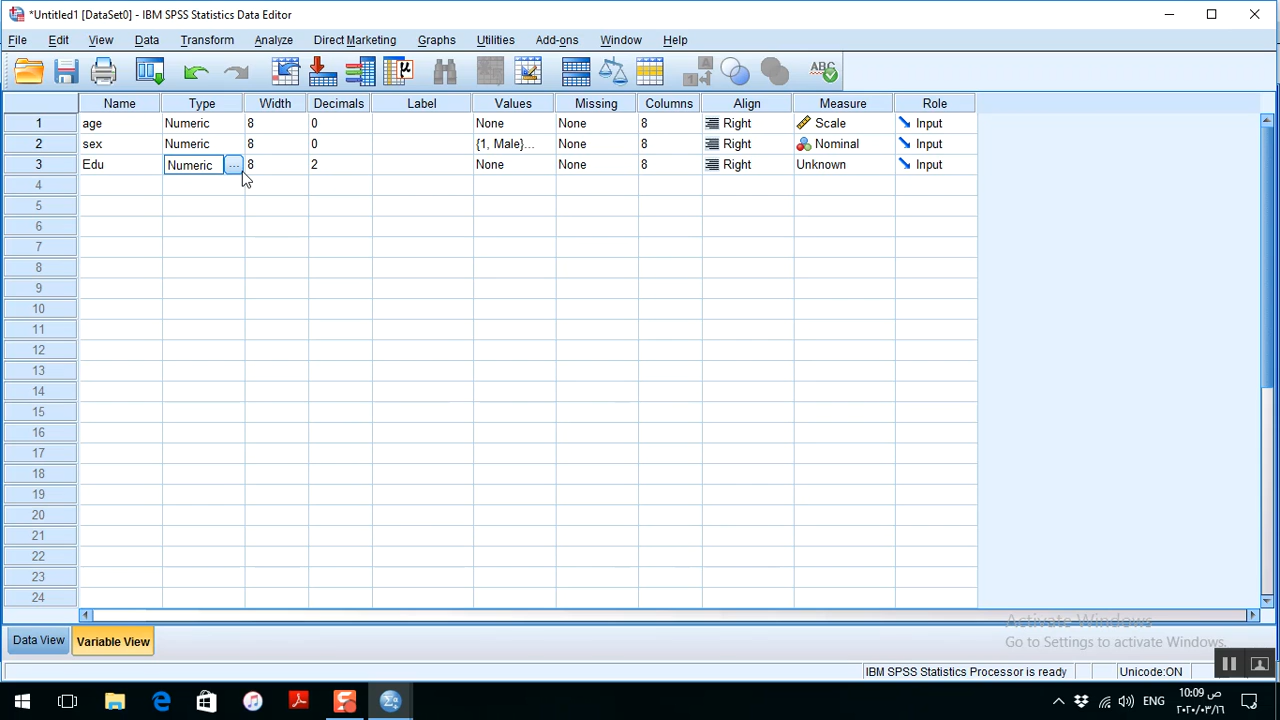 *Untitled1 [DataSet0] - IBM SPSS Statistics Data Editor
File Edit View Data Transform Analyze Direct Marketing Graphs Utilities Add-ons Window Help
Name Type Width Decimals Label Values Missing Columns Align Measure Role
1 age Numeric 8 0 None None 8 Right Scale Input
2 sex Numeric 8 0 {1, Male}... None 8 Right Nominal Input
3 Edu Numeric ... 8 2 None None 8 Right Unknown Input
4
5
6
7
8
9
10
11
12
13
14
15
16
17
18
19
20
21
22
23
24
Activate Windows
Go to Settings to activate Windows.
Data View Variable View
IBM SPSS Statistics Processor is ready Unicode:ON
ENG 10:09 ص
٢٠٢٠/٠٣/١٦